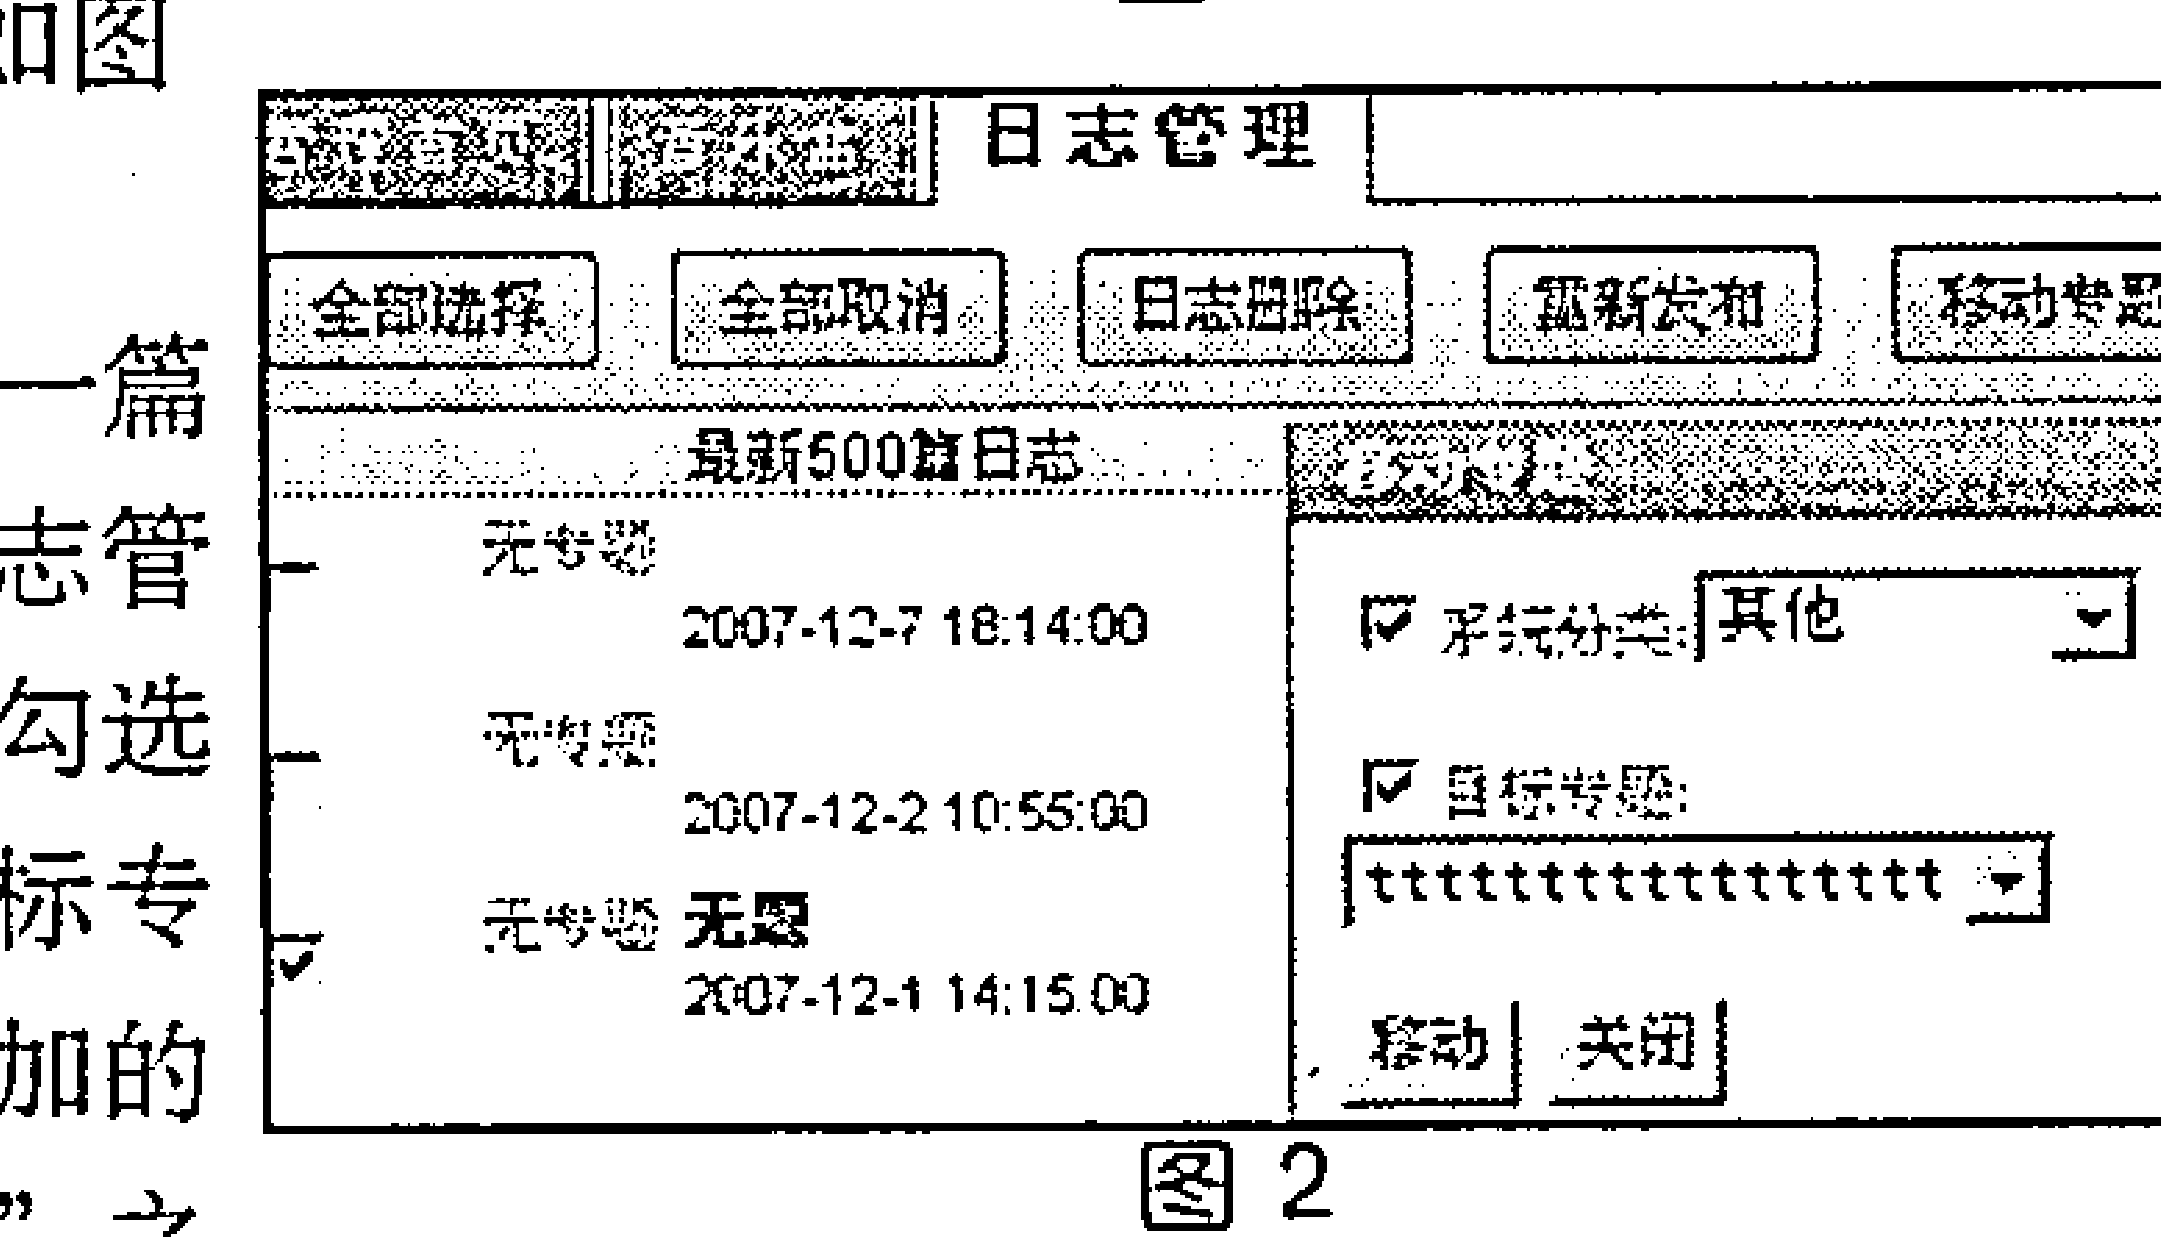 如图
一篇
志管
勾选
标专
加的
”
日志管理
全部选择 全部取消 日志删除 重新发布 移动专题
最新500篇日志
无专题
2007-12-7 18:14:00
无专题
2007-12-2 10:55:00
无专题 无题
2007-12-1 14:15:00
系统分类: 其他
目标专题:
ttttttttttttttttt
移动 关闭
图 2